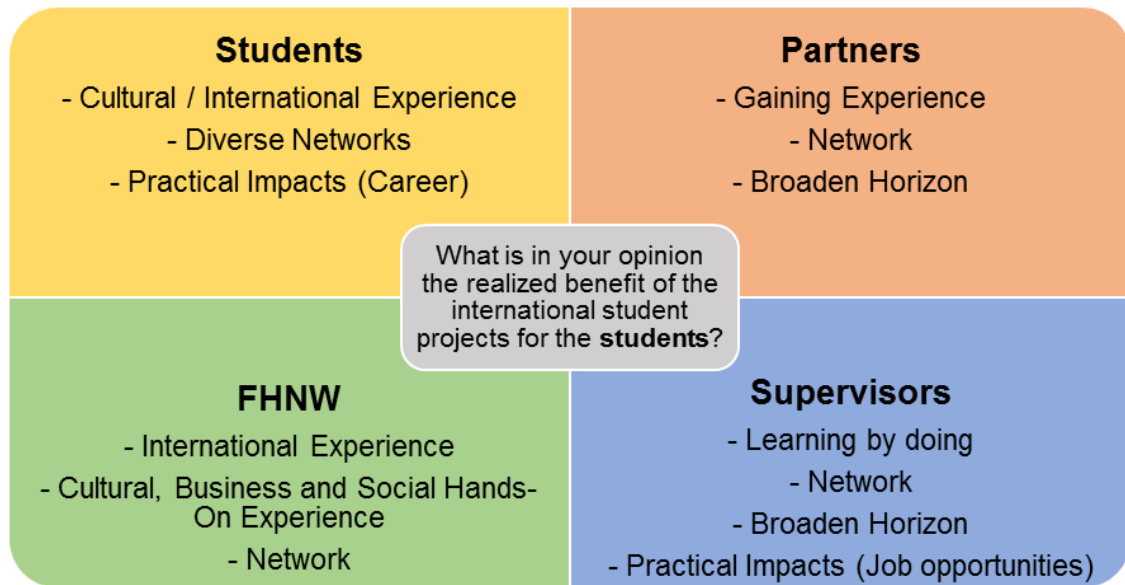 Students
- Cultural / International Experience
- Diverse Networks
- Practical Impacts (Career)
Partners
- Gaining Experience
- Network
- Broaden Horizon
What is in your opinion
the realized benefit of the
international student
projects for the students?
FHNW
- International Experience
- Cultural, Business and Social Hands-
On Experience
- Network
Supervisors
- Learning by doing
- Network
- Broaden Horizon
- Practical Impacts (Job opportunities)